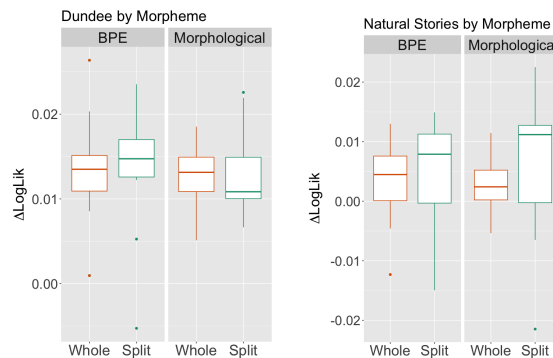 Dundee by Morpheme
BPE Morphological
ΔLogLik
0.02
0.01
0.00
Whole Split Whole Split
Natural Stories by Morpheme
BPE Morphologica
ΔLogLik
0.02
0.01
0.00
-0.01
-0.02
Whole Split Whole Split